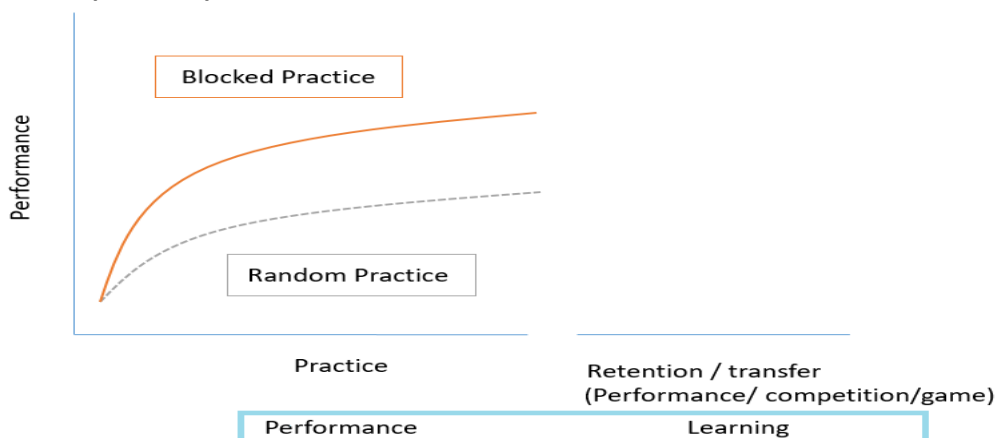 Blocked Practice
Performance
Random Practice
Practice
Retention / transfer
(Performance/ competition/game)
Performance
Learning